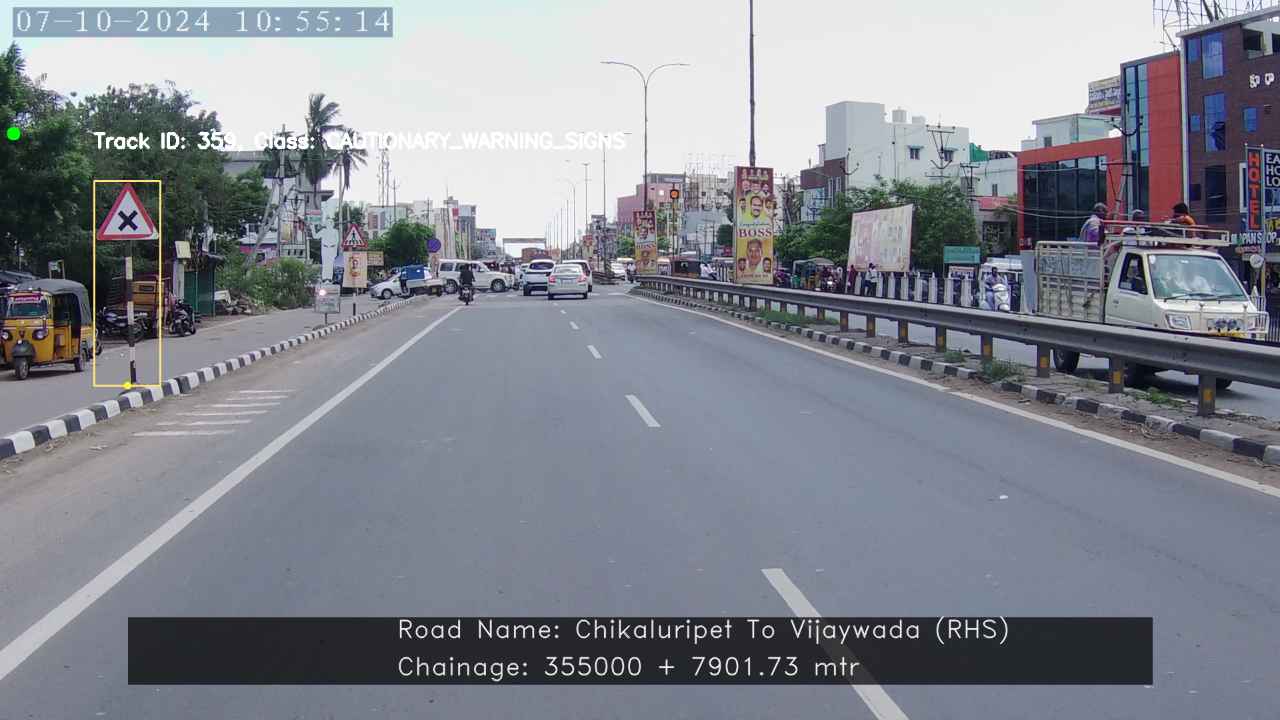 07-10-2024 10:55:14
Track ID: 359, Class: CAUTIONARY_WARNING_SIGNS
BOSS
BOSS
HOTEL
Road Name: Chikaluripet To Vijaywada (RHS)
Chainage: 355000 + 7901.73 mtr